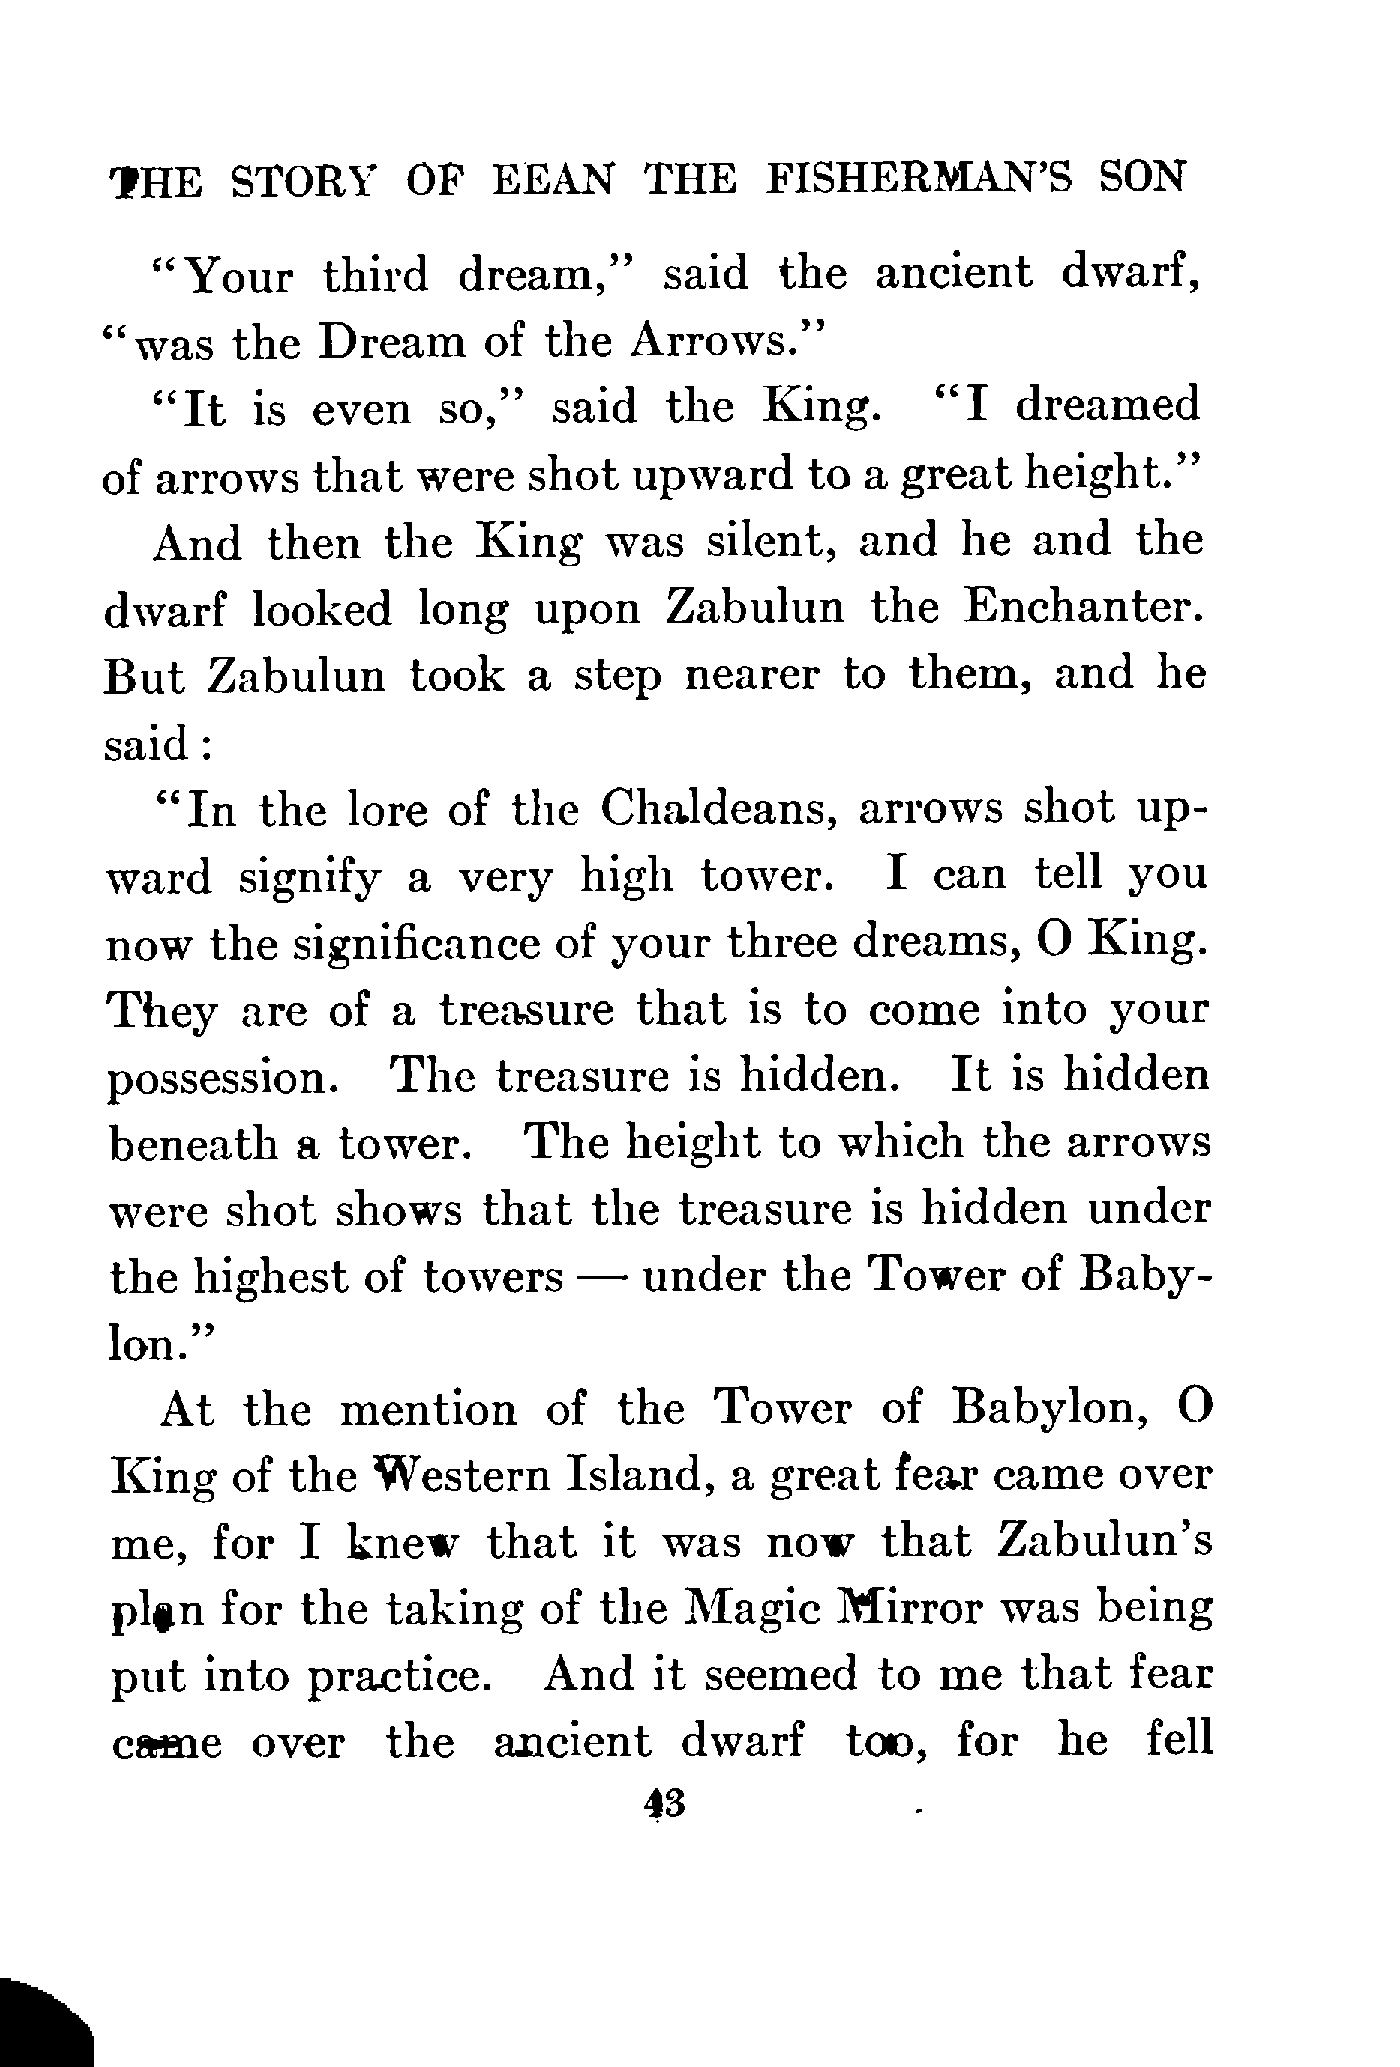 THE STORY OF EEAN THE FISHERMAN'S SON
"Your third dream," said the ancient dwarf,
"was the Dream of the Arrows."
"It is even so," said the King. "I dreamed
of arrows that were shot upward to a great height."
And then the King was silent, and he and the
dwarf looked long upon Zabulun the Enchanter.
But Zabulun took a step nearer to them, and he
said :
"In the lore of the Chaldeans, arrows shot up-
ward signify a very high tower. I can tell you
now the significance of your three dreams, O King.
They are of a treasure that is to come into your
possession. The treasure is hidden. It is hidden
beneath a tower. The height to which the arrows
were shot shows that the treasure is hidden under
the highest of towers — under the Tower of Baby-
lon."
At the mention of the Tower of Babylon, O
King of the Western Island, a great fear came over
me, for I knew that it was now that Zabulun's
plan for the taking of the Magic Mirror was being
put into practice. And it seemed to me that fear
came over the ancient dwarf too, for he fell
43